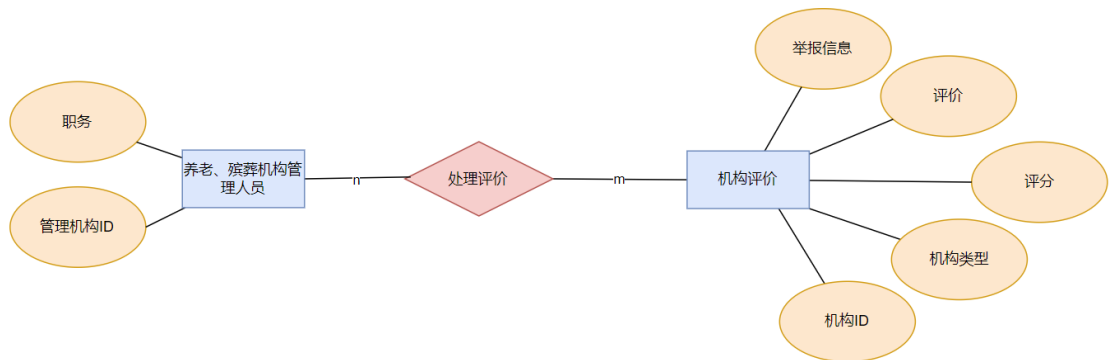 举报信息
评价
职务
养老、殡葬机构管
理人员
n
处理评价
m
机构评价
评分
管理机构ID
机构类型
机构ID